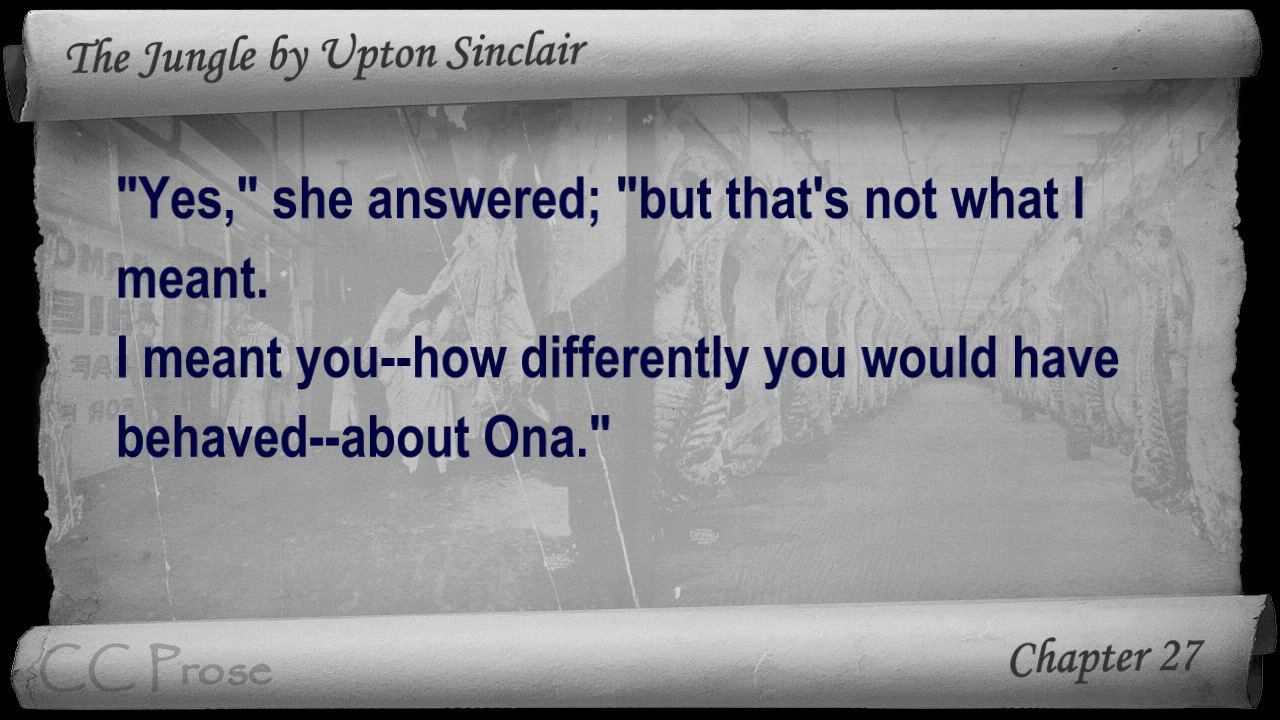 The Jungle by Upton Sinclair
"Yes," she answered; "but that's not what I
meant.
I meant you--how differently you would have
behaved--about Ona."
CC Prose
Chapter 27